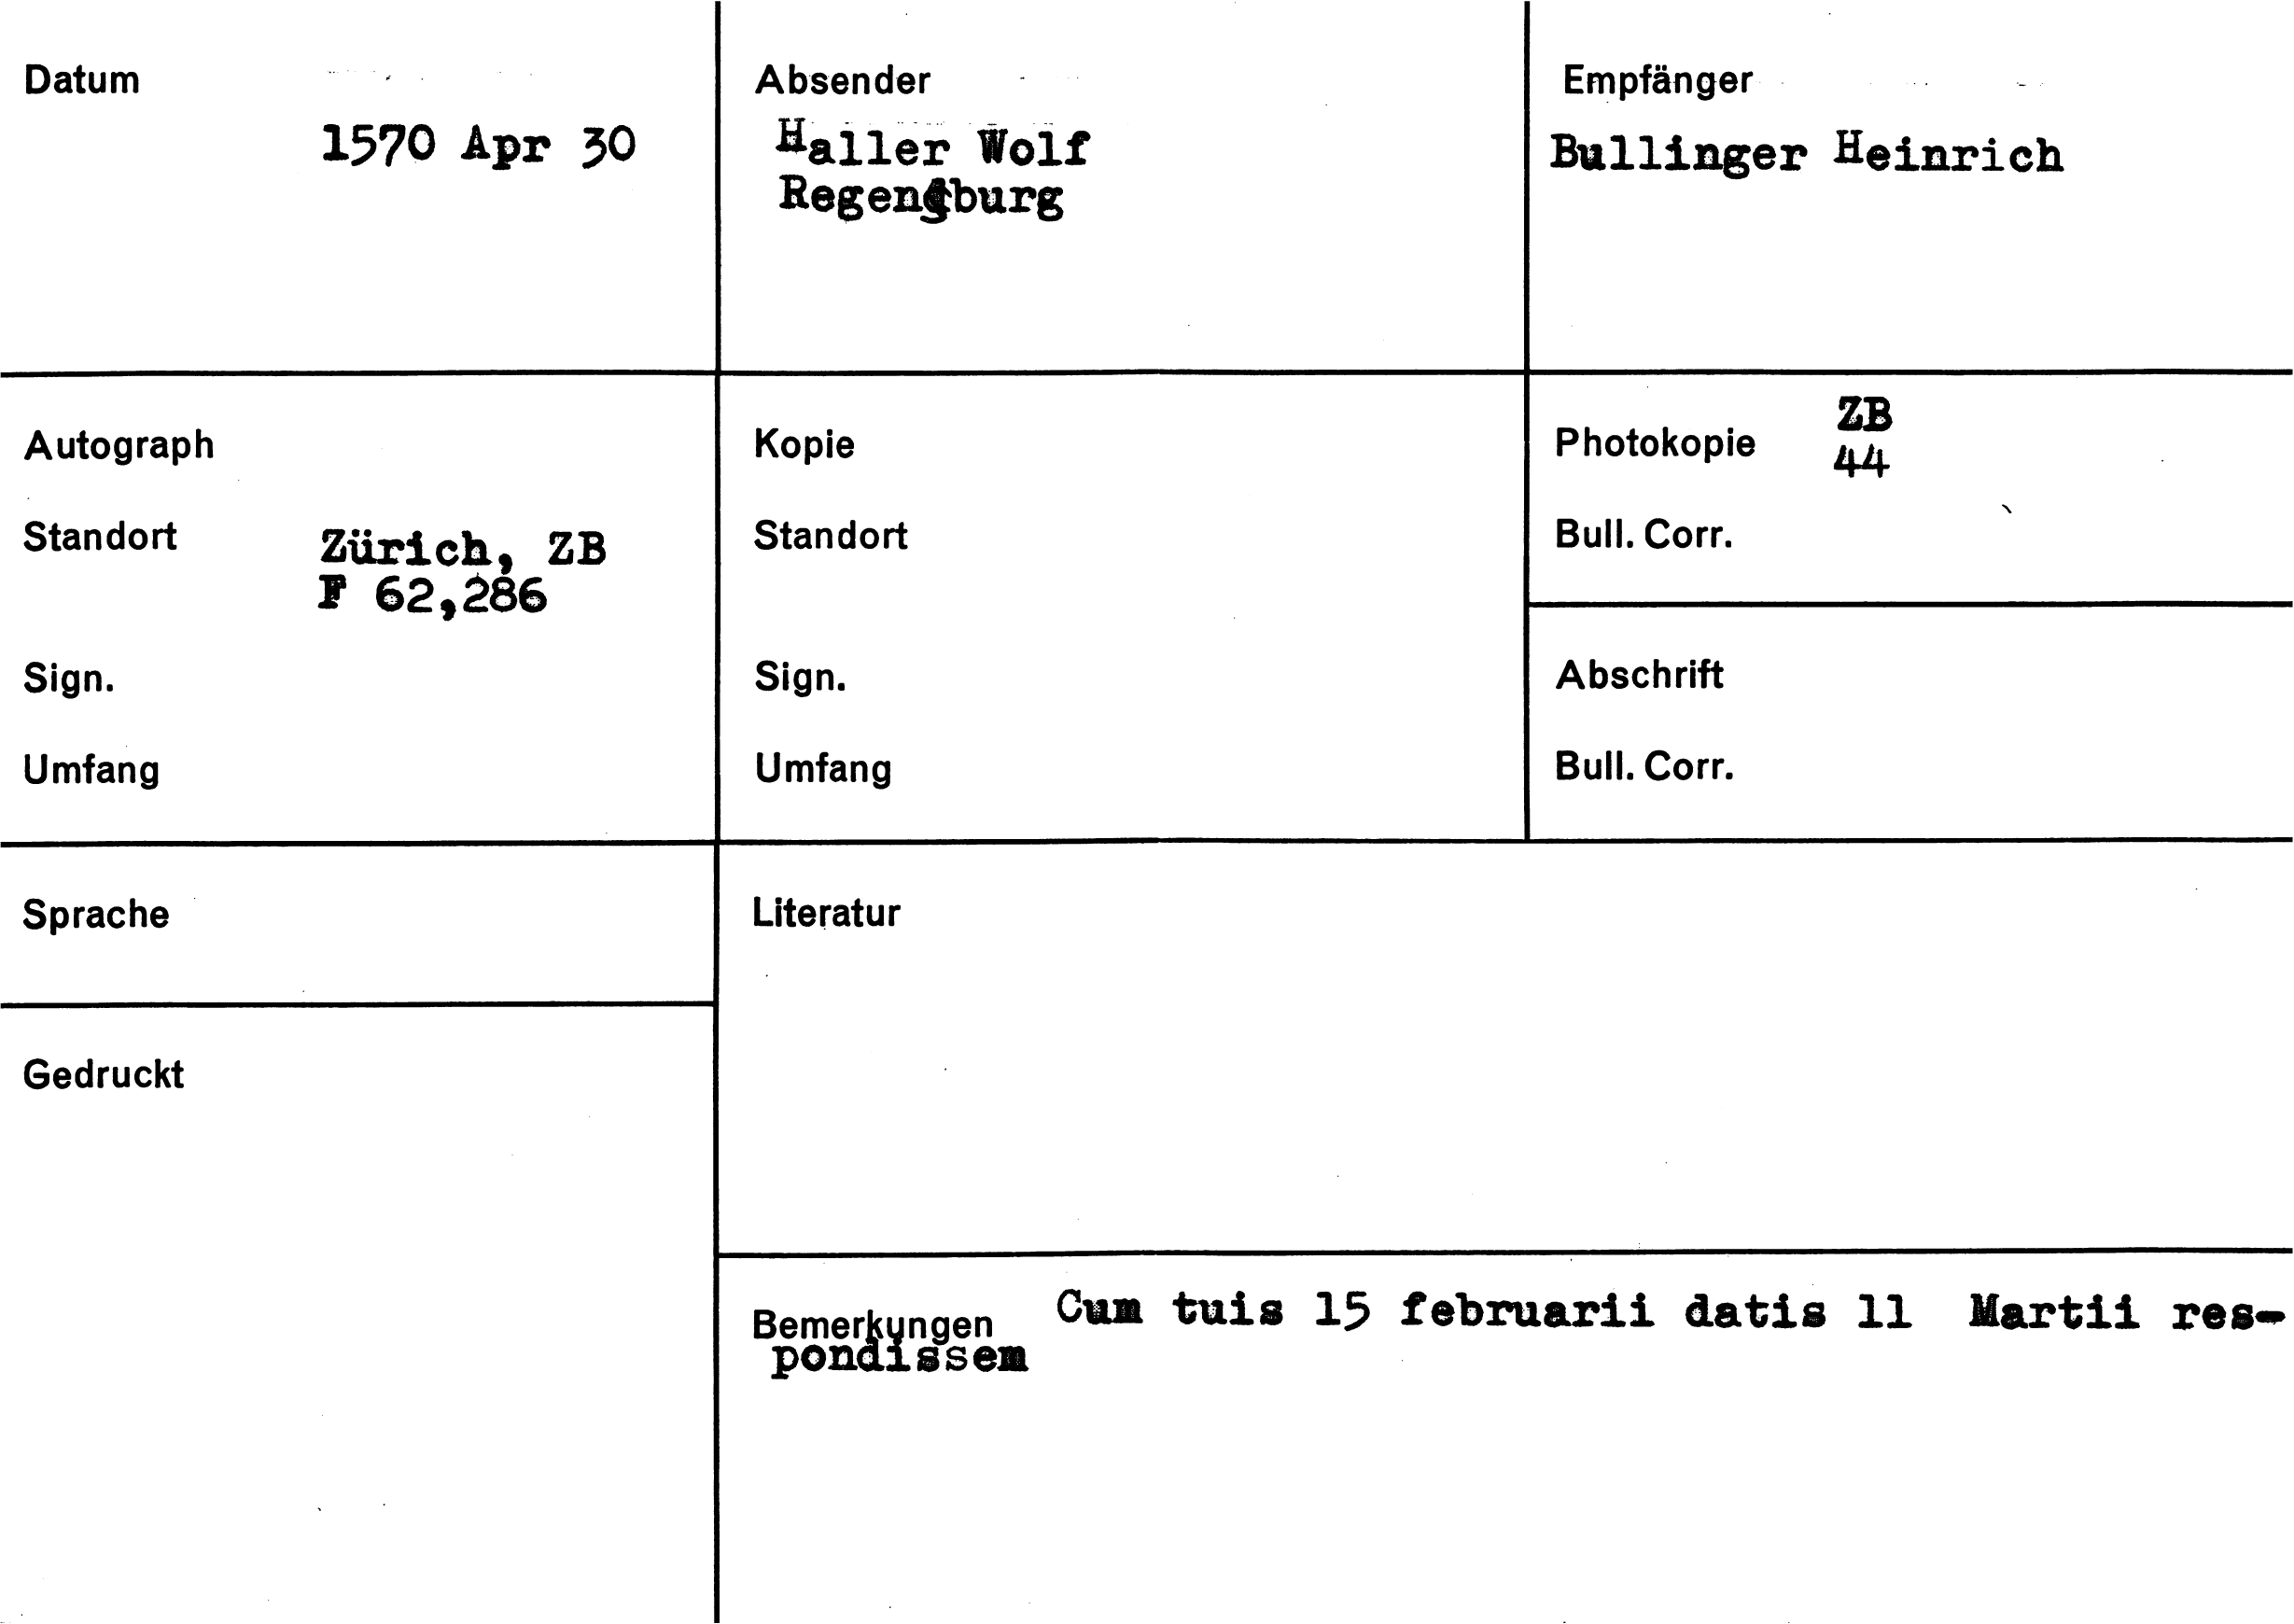 Datum
1570 Apr 30
Absender
Haller Wolf
Regensburg
Empfänger
Bullinger Heinrich
Autograph
Standort
Zürich, ZB
F 62,286
Sign.
Umfang
Kopie
Standort
Sign.
Umfang
Photokopie
ZB
44
Bull. Corr.
Abschrift
Bull. Corr.
Sprache
Gedruckt
Literatur
Bemerkungen Cum tuis 15 februarii datis 11 Martii res-
pondissem